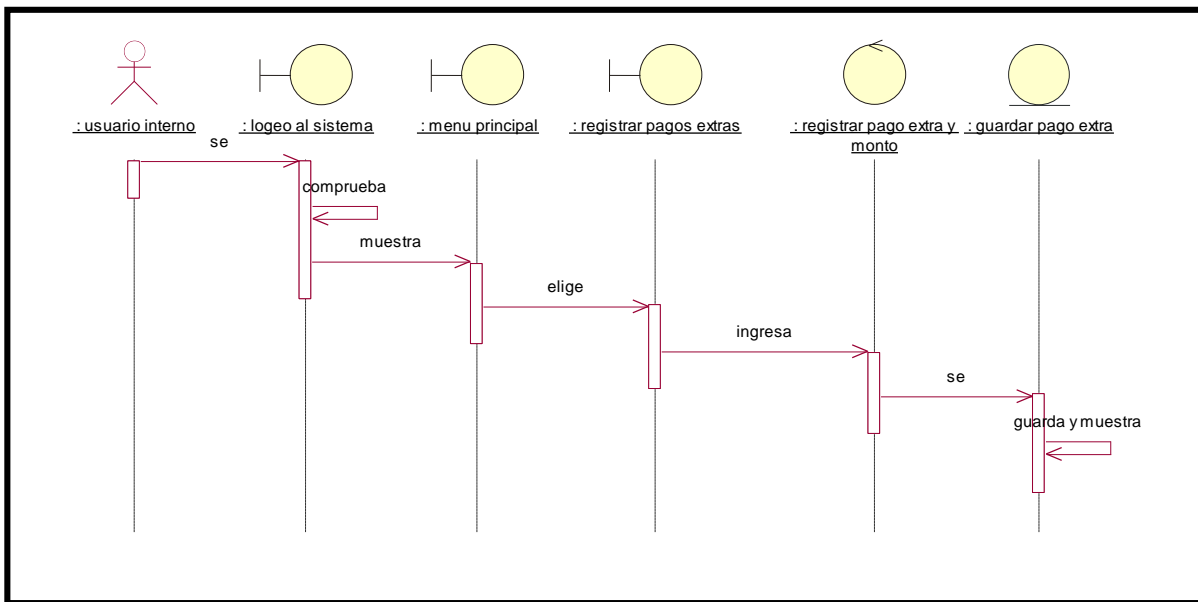 : usuario interno
: logeo al sistema
: menu principal
: registrar pagos extras
: registrar pago extra y
monto
: guardar pago extra
se
comprueba
muestra
elige
ingresa
se
guarda y muestra